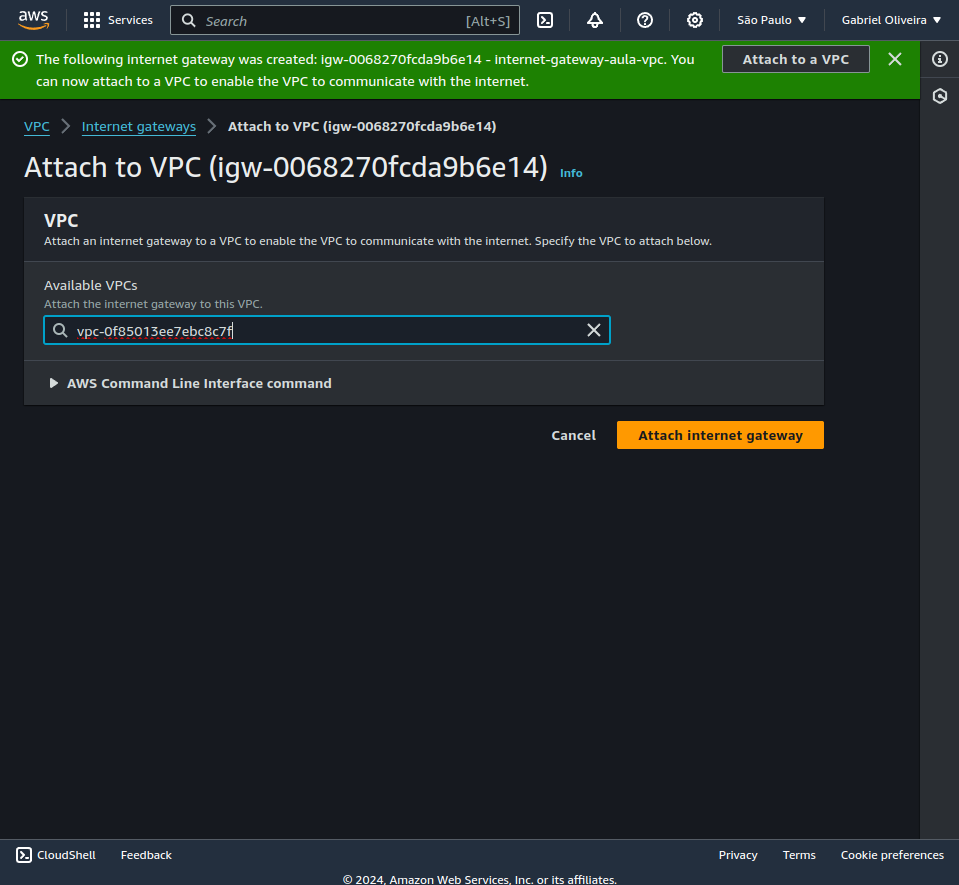 aws
Services
Search [Alt+S]
São Paulo
Gabriel Oliveira
The following internet gateway was created: igw-0068270fcda9b6e14 - internet-gateway-aula-vpc. You
can now attach to a VPC to enable the VPC to communicate with the internet.
Attach to a VPC
VPC > Internet gateways > Attach to VPC (igw-0068270fcda9b6e14)
Attach to VPC (igw-0068270fcda9b6e14) Info
VPC
Attach an internet gateway to a VPC to enable the VPC to communicate with the internet. Specify the VPC to attach below.
Available VPCs
Attach the internet gateway to this VPC.
vpc-0f85013ee7ebc8c7f
AWS Command Line Interface command
Cancel
Attach internet gateway
CloudShell
Feedback
Privacy
Terms
Cookie preferences
© 2024, Amazon Web Services, Inc. or its affiliates.